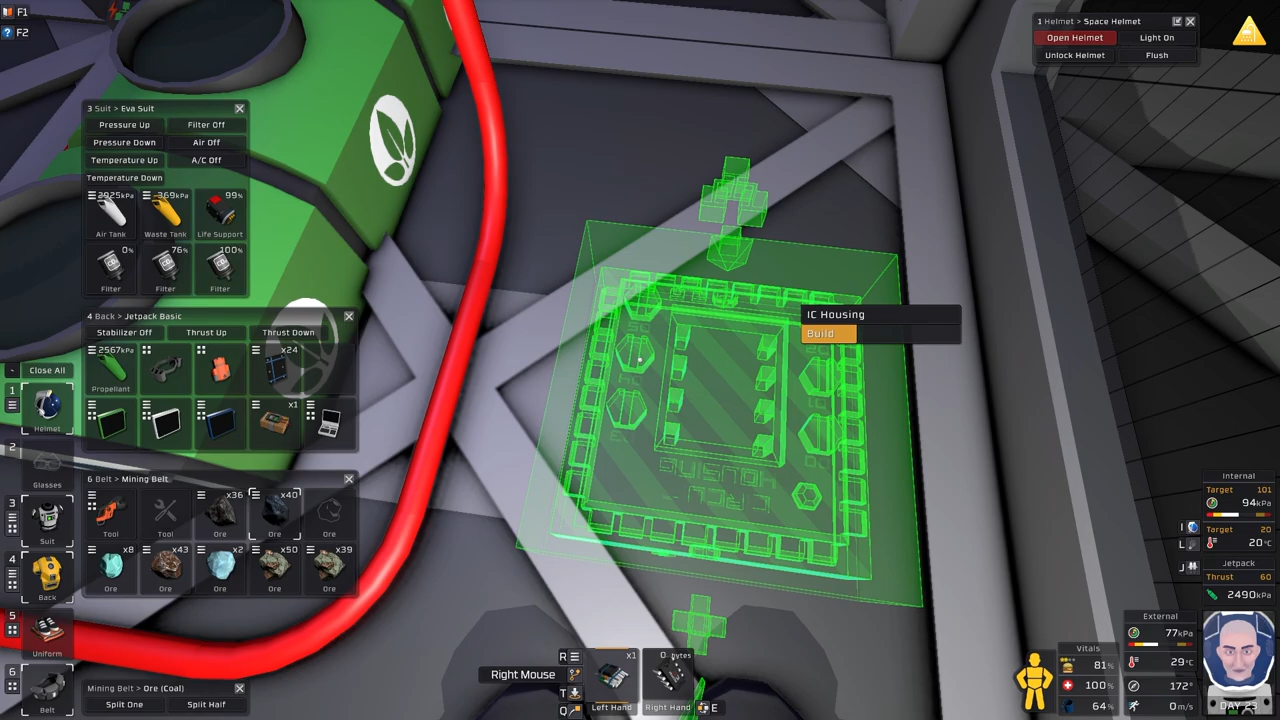 F1
F2
1 Helmet > Space Helmet
Open Helmet
Light On
Unlock Helmet
Flush
3 Suit > Eva Suit
Pressure Up
Filter Off
Pressure Down
Air Off
Temperature Up
A/C Off
Temperature Down
2925kPa
369kPa
99%
Air Tank
Waste Tank
Life Support
0%
76%
100%
Filter
Filter
Filter
4 Back > Jetpack Basic
Stabilizer Off
Thrust Up
Thrust Down
2567kPa
x24
Propellant
x1
Close All
1
Helmet
2
Glasses
3
Suit
4
Back
5
Uniform
6
Belt
6 Belt > Mining Belt
x36
x40
Tool
Tool
Ore
Ore
Ore
x8
x43
x2
x50
x39
Ore
Ore
Ore
Ore
Ore
Mining Belt > Ore (Coal)
Split One
Split Half
IC Housing
Build
Right Mouse
R
T
Q
x1
Left Hand
0 bytes
Right Hand
E
Internal
Target 101
94kPa
Target 20
20°C
I
L
J
Jetpack
Thrust 60
2490kPa
External
77kPa
29°C
172°
0m/s
Vitals
81%
100%
64%
DAY 23